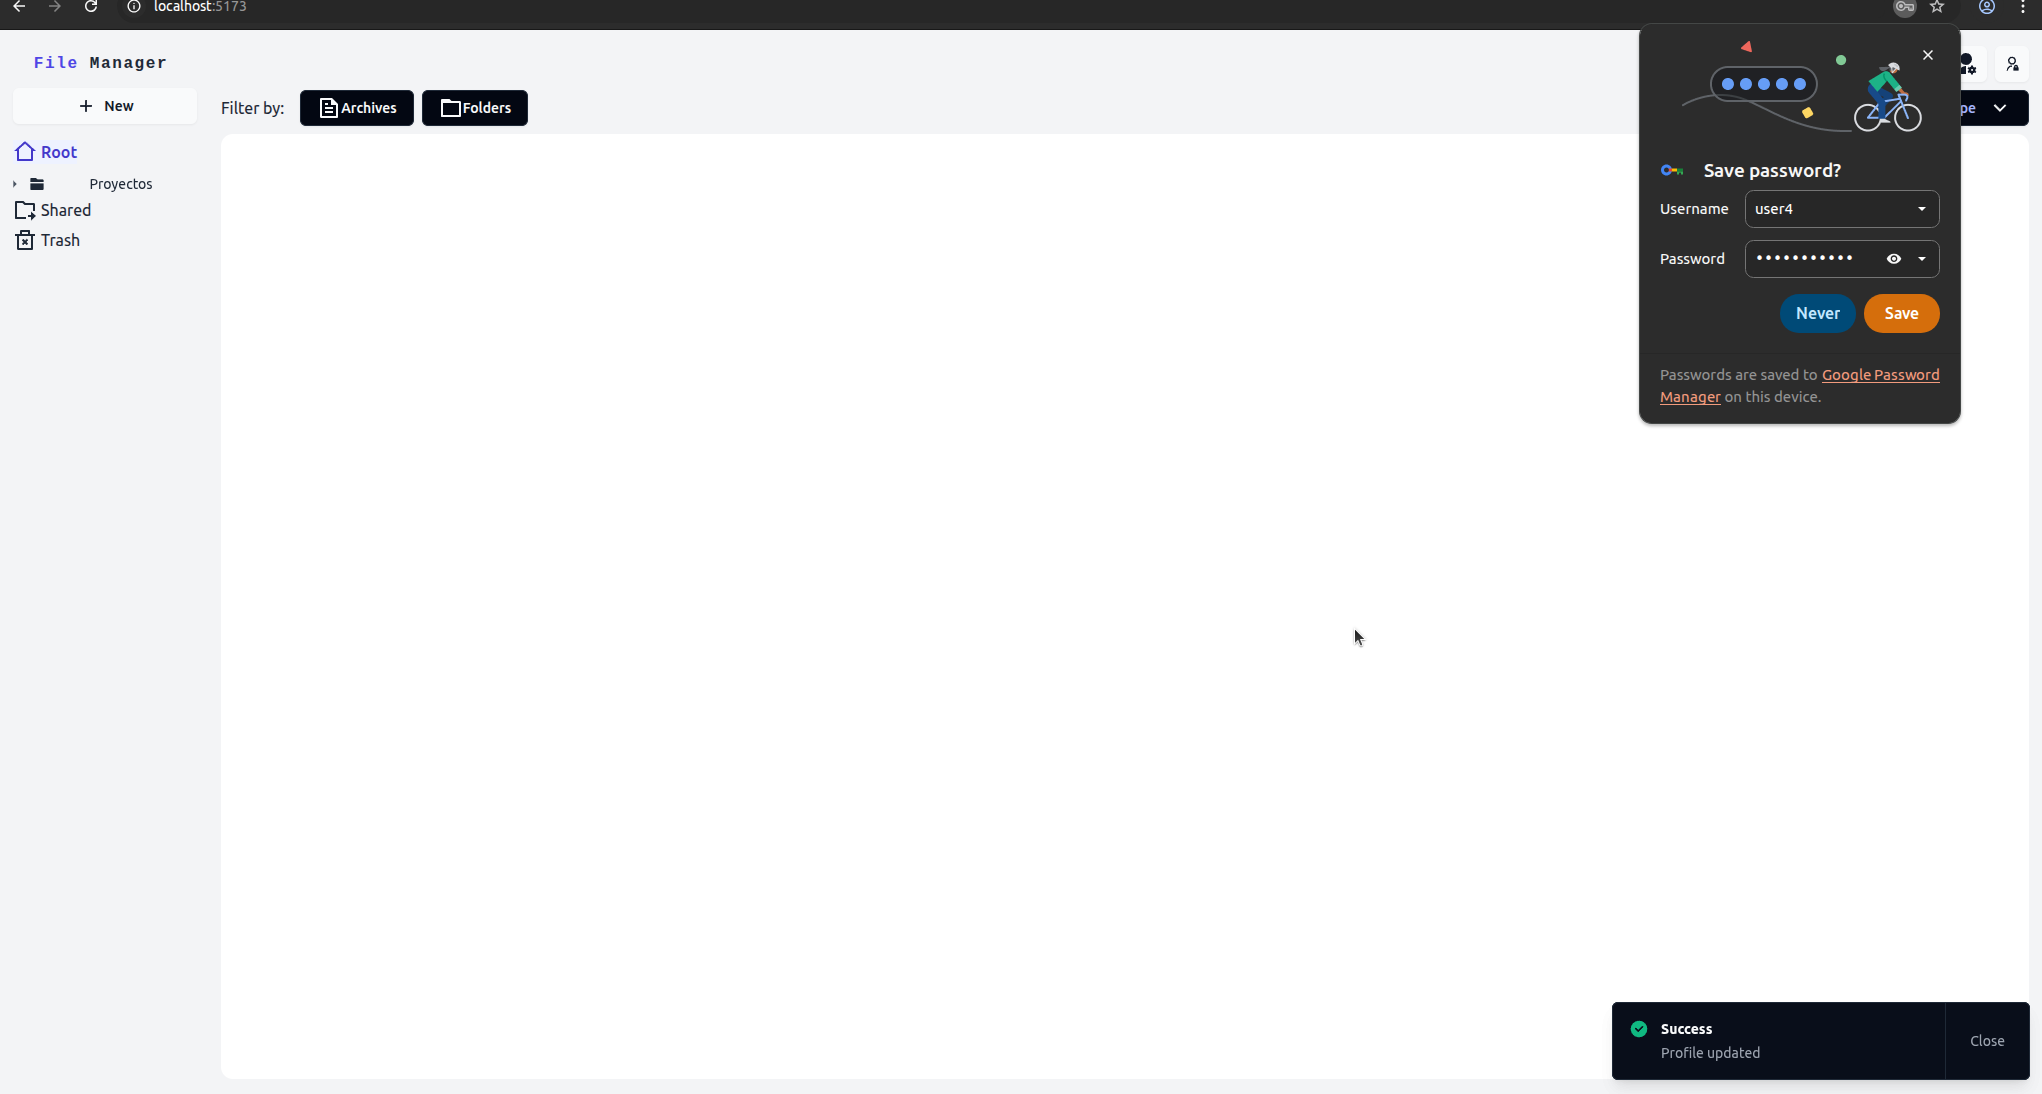 localhost:5173
File Manager
+ New
Filter by:
Archives
Folders
pe
Root
Proyectos
Shared
Trash
Save password?
Username
user4
Password
•••••••••••
Never
Save
Passwords are saved to Google Password
Manager on this device.
Success
Profile updated
Close